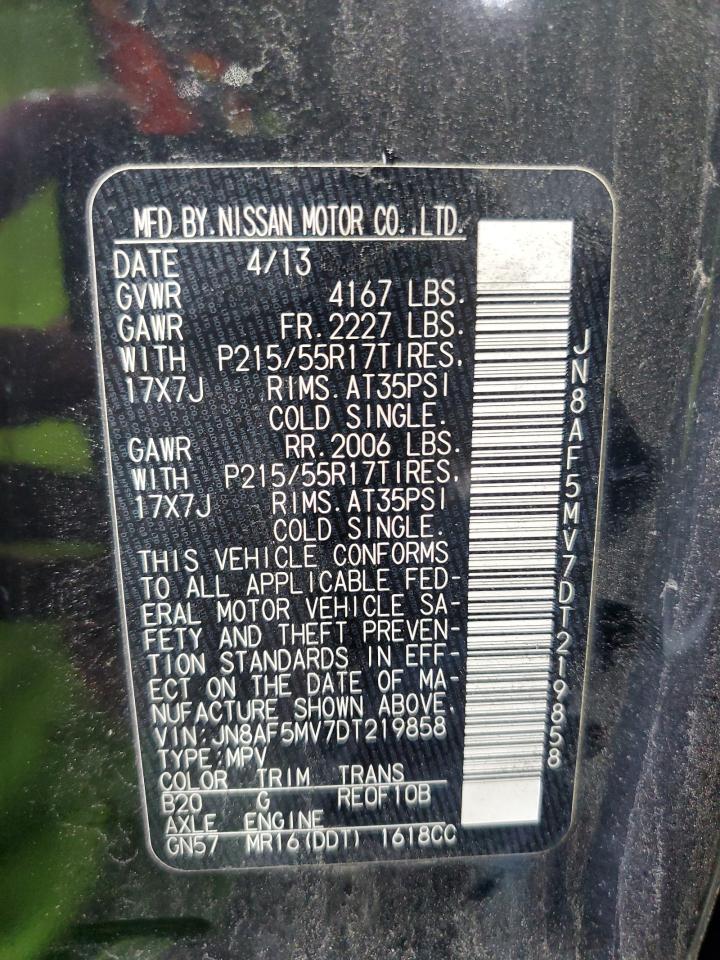 MFD BY.NISSAN MOTOR CO.,LTD.
DATE 4/13
GVWR 4167 LBS.
GAWR FR.2227 LBS.
WITH P215/55R17TIRES,
17X7J RIMS.AT35PSI
COLD SINGLE.
GAWR RR.2006 LBS.
WITH P215/55R17TIRES,
17X7J RIMS.AT35PSI
COLD SINGLE.
THIS VEHICLE CONFORMS
TO ALL APPLICABLE FED-
ERAL MOTOR VEHICLE SA-
FETY AND THEFT PREVEN-
TION STANDARDS IN EFF-
ECT ON THE DATE OF MA-
NUFACTURE SHOWN ABOVE.
VIN:JN8AF5MV7DT219858
TYPE:MPV
COLOR TRIM TRANS
B20 G RE0F10B
AXLE ENGINE
GN57 MR16(DDT) 1618CC
JN8AF5MV7DT219858